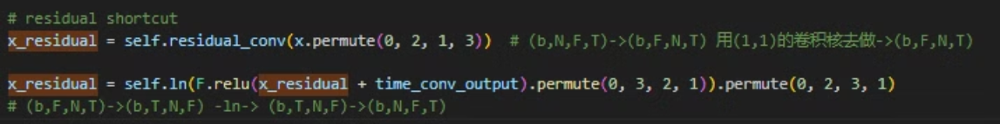 # residual shortcut
x_residual = self.residual_conv(x.permute(0, 2, 1, 3))  # (b,N,F,T)->(b,F,N,T) 用(1,1)的卷积核去做->(b,F,N,T)
x_residual = self.ln(F.relu(x_residual + time_conv_output).permute(0, 3, 2, 1)).permute(0, 2, 3, 1)
# (b,F,N,T)->(b,T,N,F) -ln-> (b,T,N,F)->(b,N,F,T)